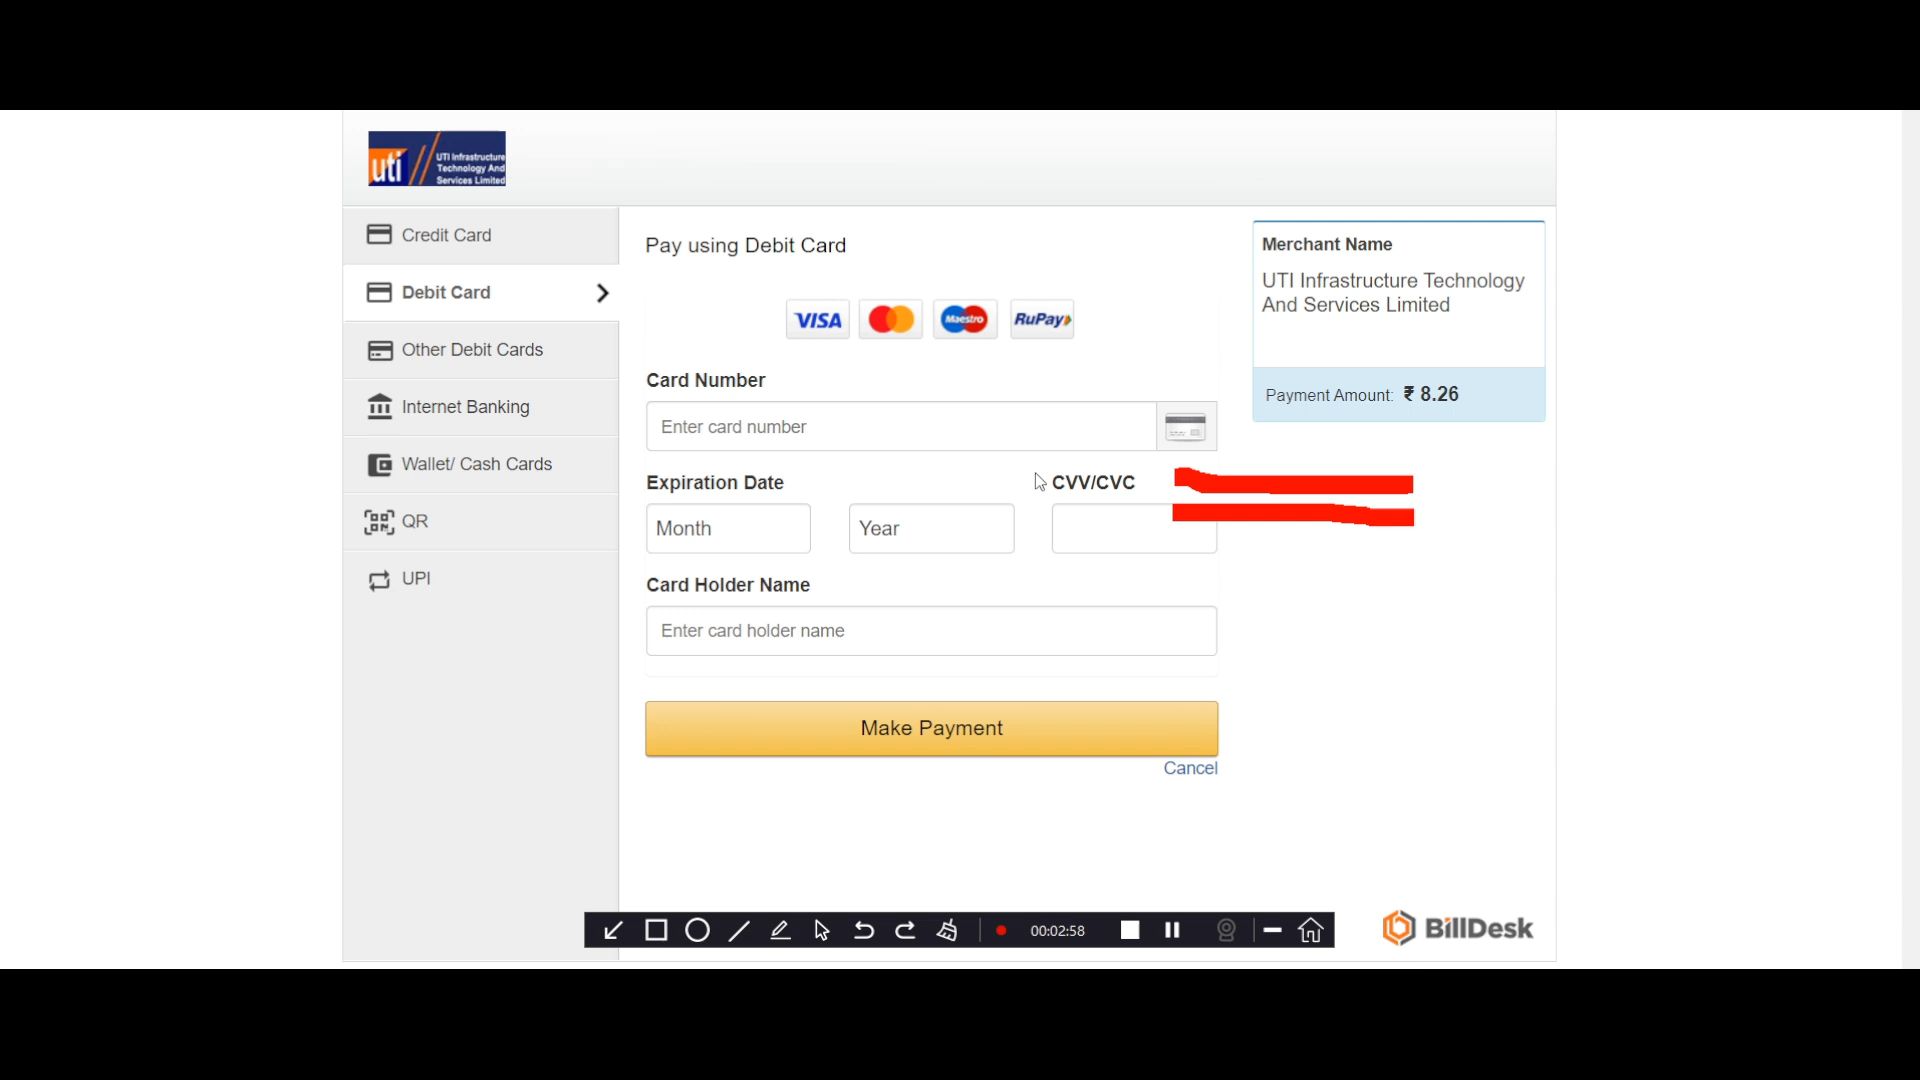 uti
UTI Infrastructure
Technology And
Services Limited
Credit Card
Debit Card
Other Debit Cards
Internet Banking
Wallet/ Cash Cards
QR
UPI
Pay using Debit Card
VISA
Maestro
RuPay
Card Number
Enter card number
Expiration Date
CVV/CVC
Month
Year
Card Holder Name
Enter card holder name
Make Payment
Cancel
Merchant Name
UTI Infrastructure Technology
And Services Limited
Payment Amount: ₹ 8.26
00:02:58
BillDesk